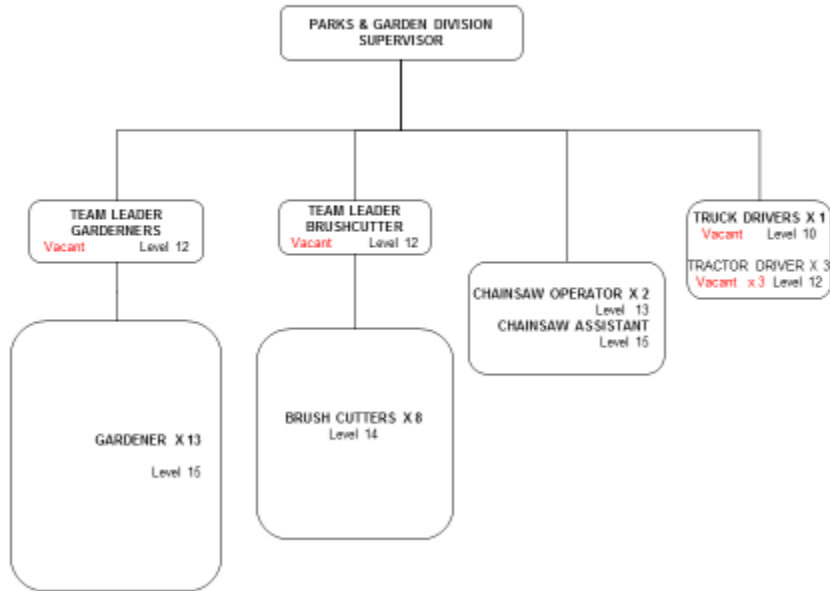 PARKS & GARDEN DIVISION
SUPERVISOR
TEAM LEADER
GARDERNERS
Vacant Level 12
TEAM LEADER
BRUSHCUTTER
Vacant Level 12
TRUCK DRIVERS X 1
Vacant Level 10
TRACTOR DRIVER X 3
Vacant x 3 Level 12
CHAINSAW OPERATOR X 2
Level 13
CHAINSAW ASSISTANT
Level 15
GARDENER X 13
Level 15
BRUSH CUTTERS X 8
Level 14